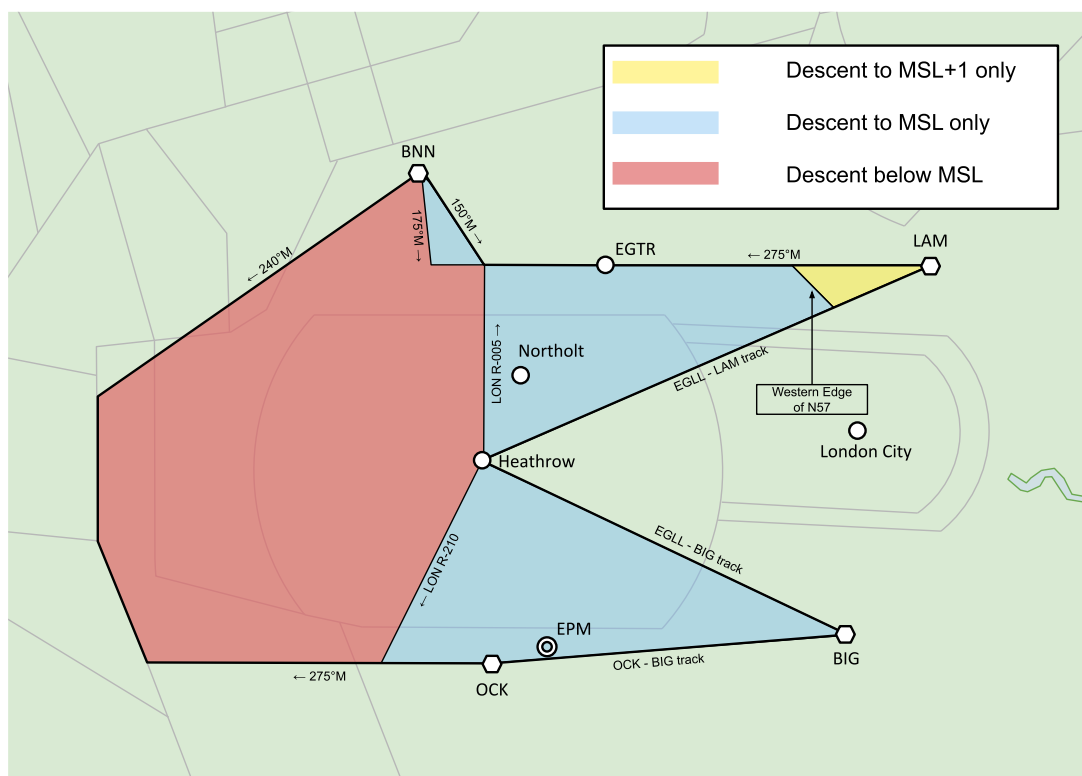 Descent to MSL+1 only
Descent to MSL only
Descent below MSL
BNN
175°M →
150°M →
← 240°M
EGTR
← 275°M
LAM
LON R-005 →
Northolt
EGLL - LAM track
Western Edge
of N57
London City
Heathrow
EGLL - BIG track
← LON R-210
EPM
OCK - BIG track
BIG
← 275°M
OCK